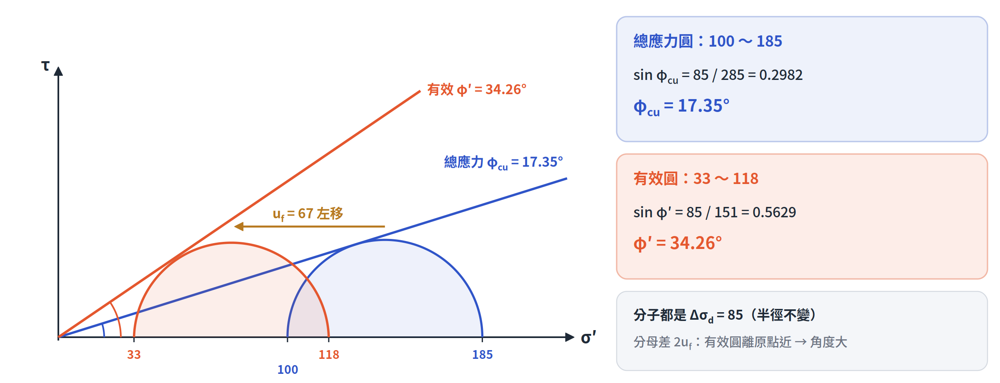 τ
有效 ϕ′ = 34.26°
總應力 ϕcu = 17.35°
uf = 67 左移
σ′
33
118
185
100
總應力圓：100 ～ 185
sin ϕcu = 85 / 285 = 0.2982
ϕcu = 17.35°
有效圓：33 ～ 118
sin ϕ′ = 85 / 151 = 0.5629
ϕ′ = 34.26°
分子都是 Δσd = 85（半徑不變）
分母差 2uf：有效圓離原點近 → 角度大